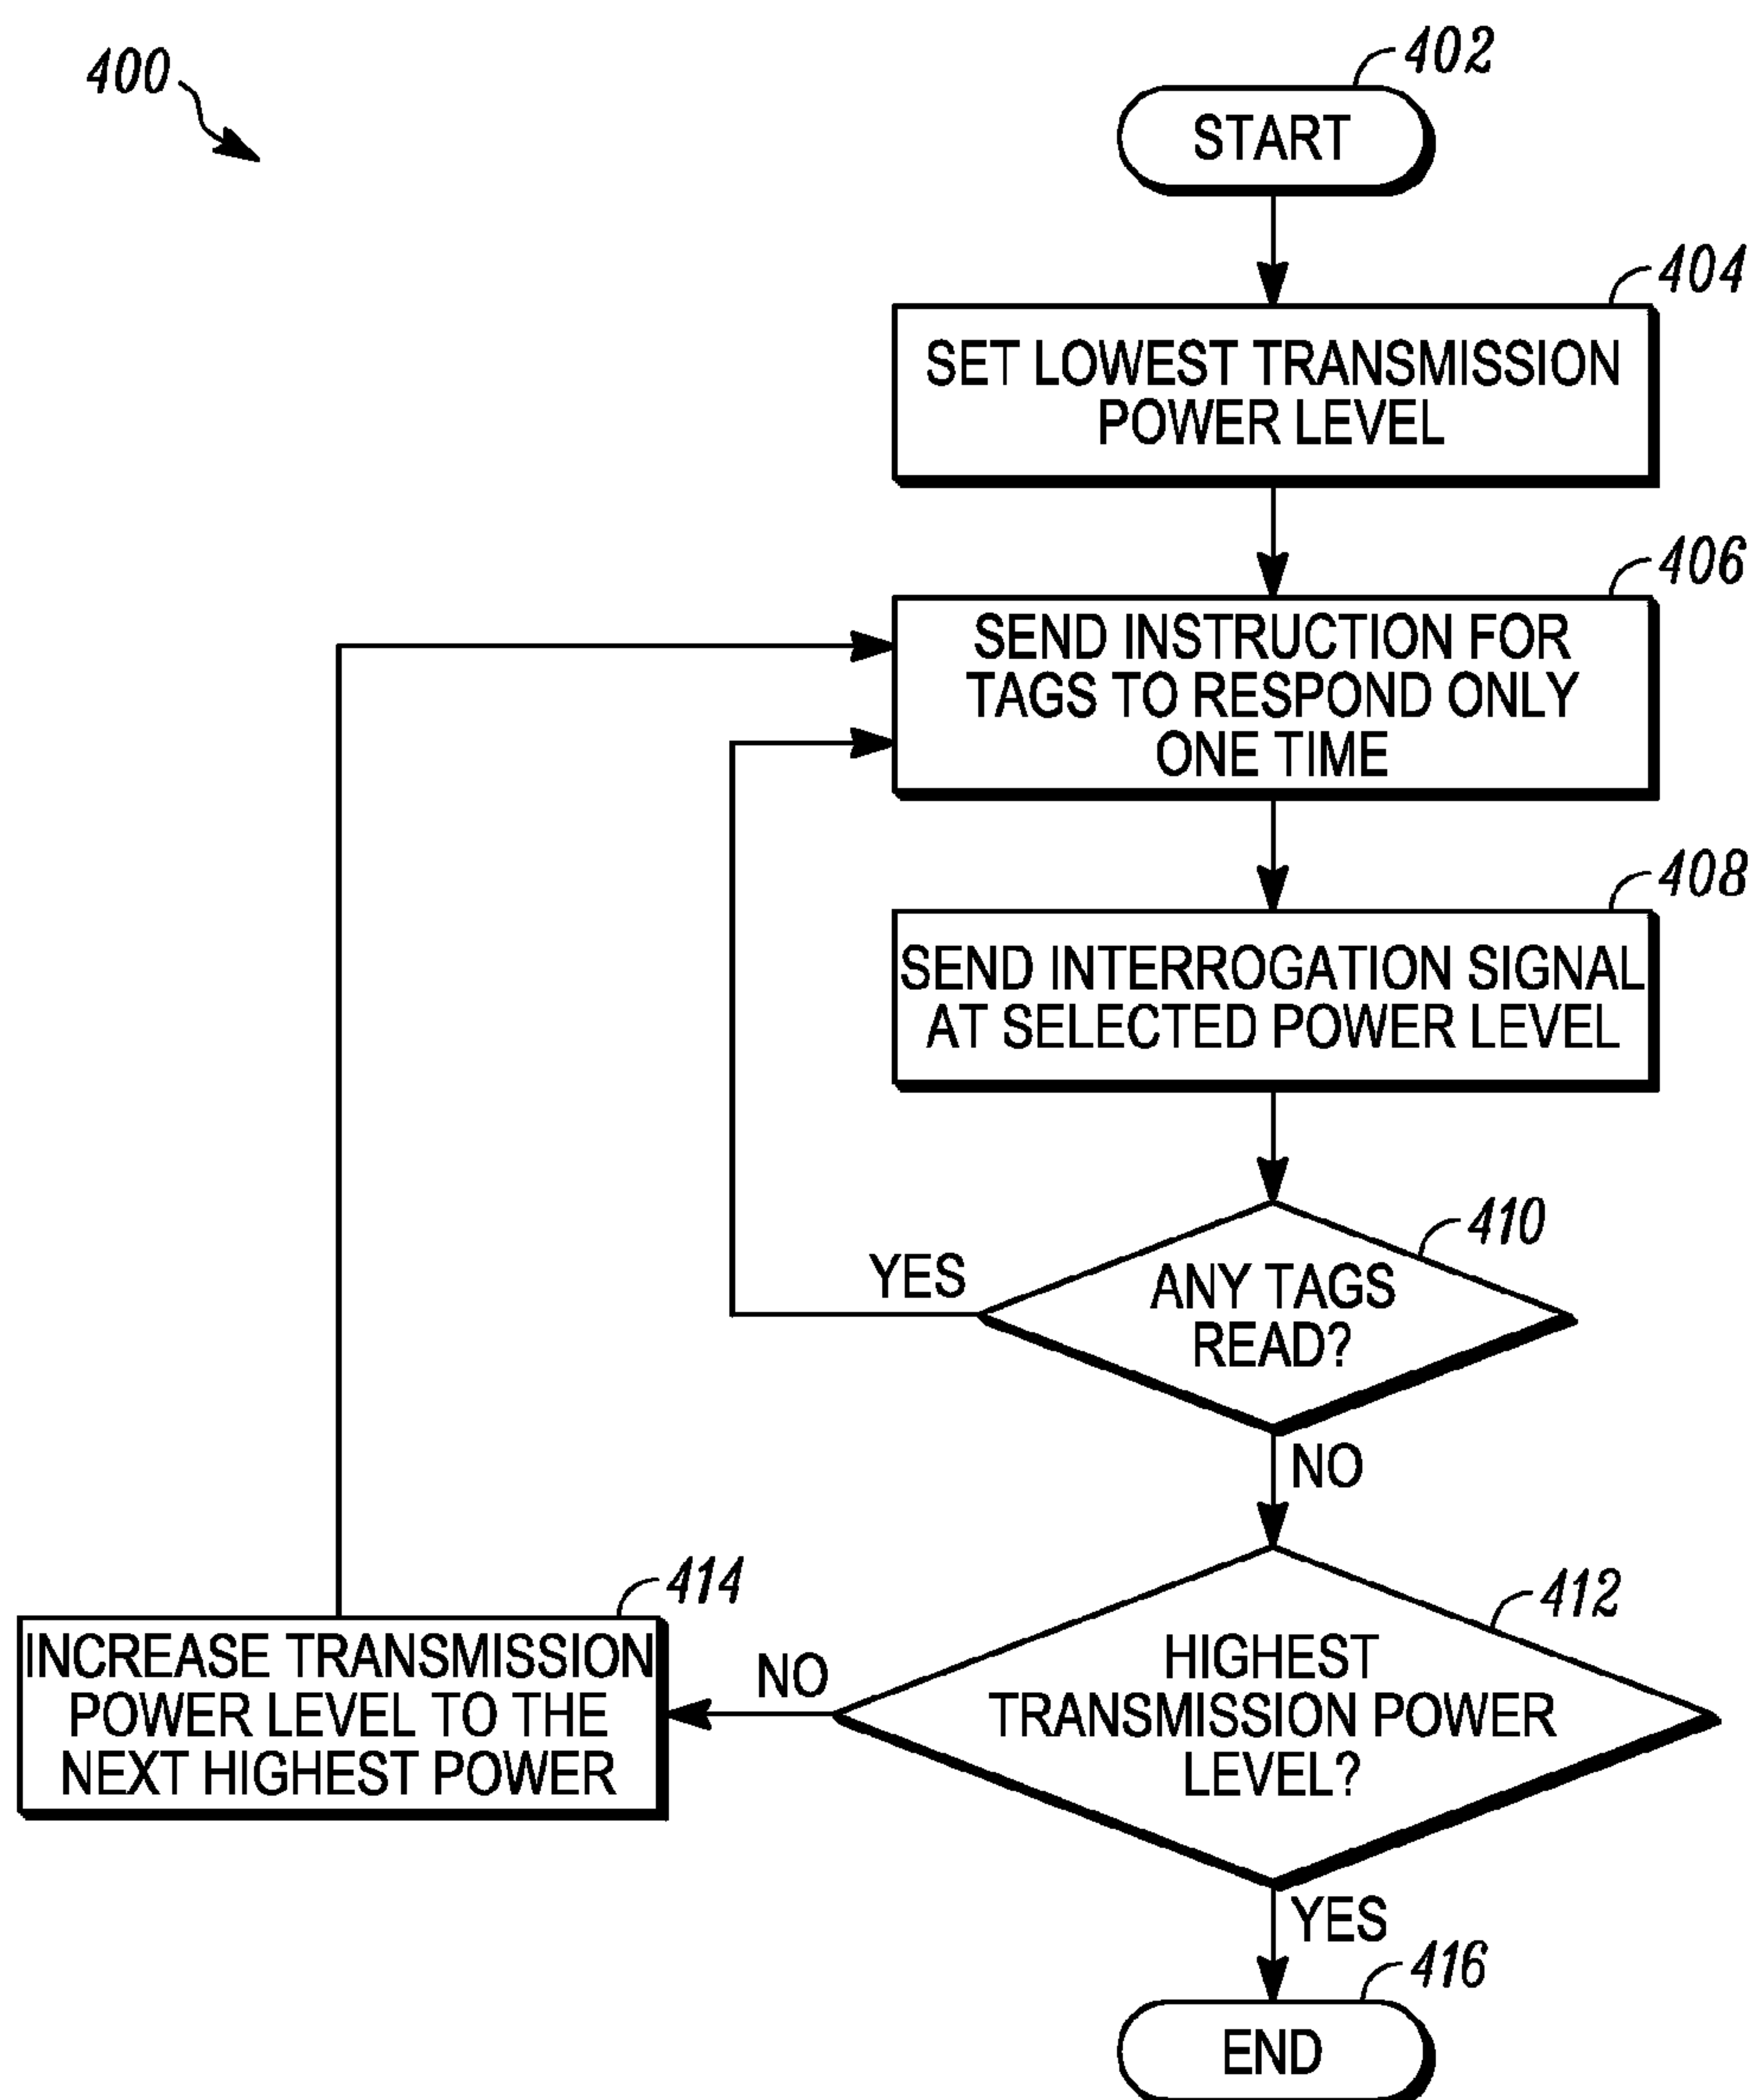 400
402
START
404
SET LOWEST TRANSMISSION
POWER LEVEL
406
SEND INSTRUCTION FOR
TAGS TO RESPOND ONLY
ONE TIME
408
SEND INTERROGATION SIGNAL
AT SELECTED POWER LEVEL
410
YES
ANY TAGS
READ?
NO
414
INCREASE TRANSMISSION
POWER LEVEL TO THE
NEXT HIGHEST POWER
NO
412
HIGHEST
TRANSMISSION POWER
LEVEL?
YES
416
END